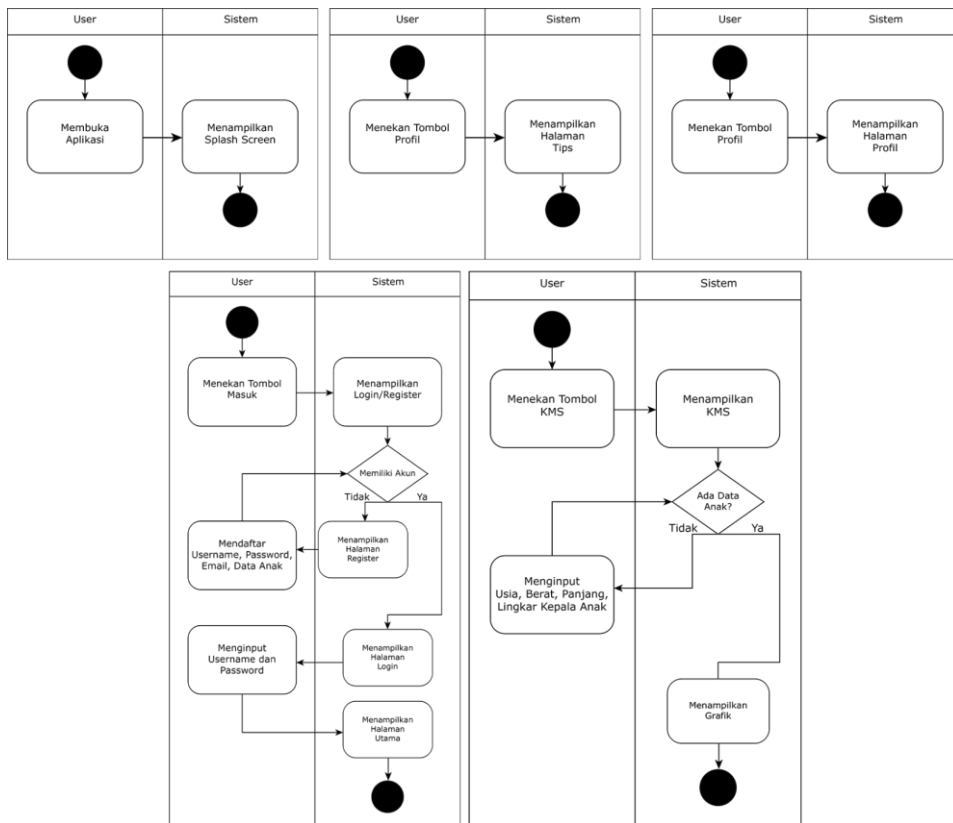 User
Sistem
Membuka
Aplikasi
Menampilkan
Splash Screen
User
Sistem
Menekan Tombol
Profil
Menampilkan
Halaman
Tips
User
Sistem
Menekan Tombol
Profil
Menampilkan
Halaman
Profil
User
Sistem
Menekan Tombol
Masuk
Menampilkan
Login/Register
Memiliki Akun
Tidak
Ya
Menampilkan
Halaman
Register
Mendaftar
Username, Password,
Email, Data Anak
Menampilkan
Halaman
Login
Menginput
Username dan
Password
Menampilkan
Halaman
Utama
User
Sistem
Menekan Tombol
KMS
Menampilkan
KMS
Ada Data
Anak?
Tidak
Ya
Menginput
Usia, Berat, Panjang,
Lingkar Kepala Anak
Menampilkan
Grafik